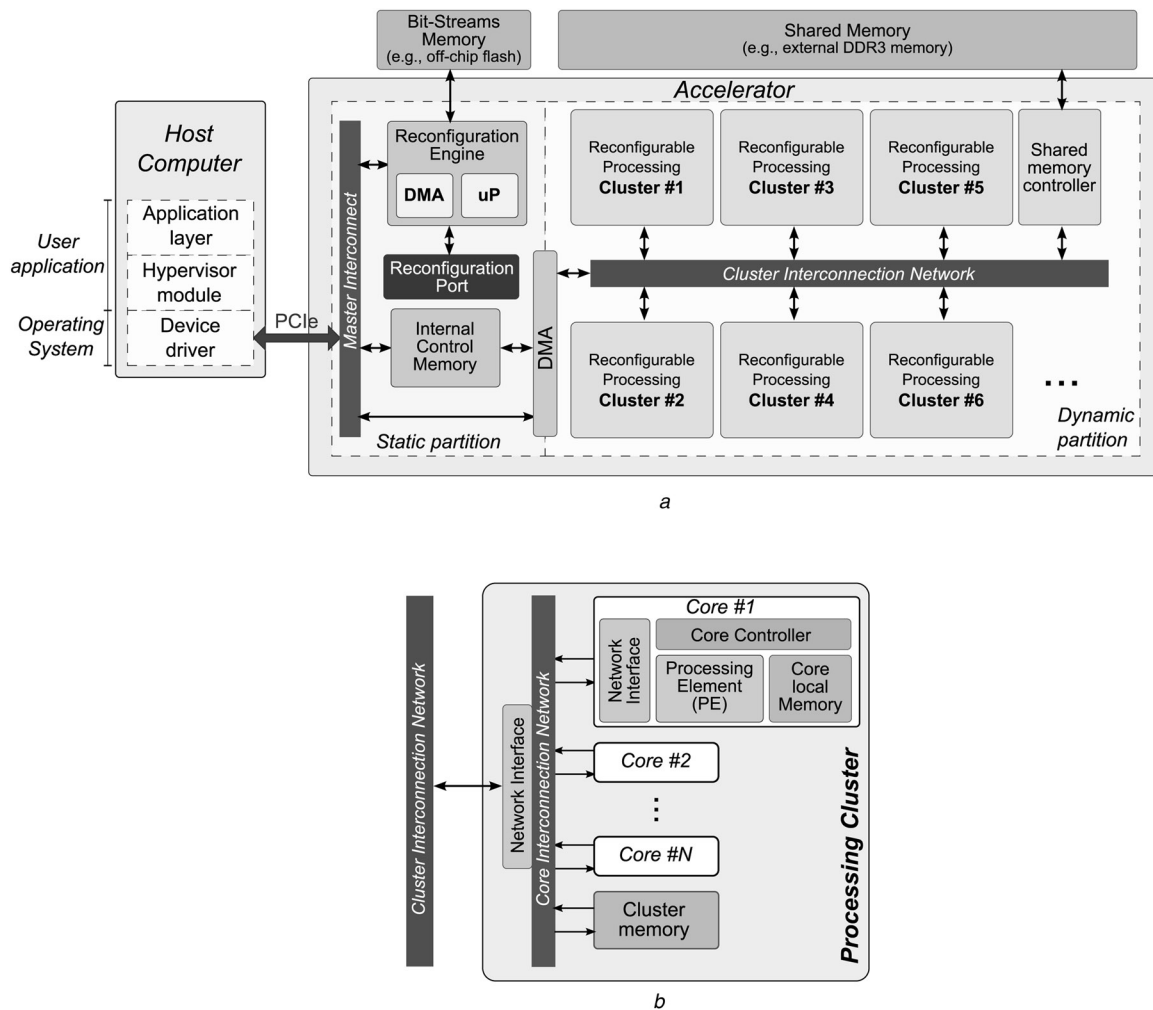 Bit-Streams
Memory
(e.g., off-chip flash)
Shared Memory
(e.g., external DDR3 memory)
Accelerator
Host
Computer
Application
layer
Hypervisor
module
Device
driver
User
application
Operating
System
PCIe
Master Interconnect
Reconfiguration
Engine
DMA
uP
Reconfiguration
Port
Internal
Control
Memory
Static partition
DMA
Reconfigurable
Processing
Cluster #1
Reconfigurable
Processing
Cluster #3
Reconfigurable
Processing
Cluster #5
Shared
memory
controller
Cluster Interconnection Network
Reconfigurable
Processing
Cluster #2
Reconfigurable
Processing
Cluster #4
Reconfigurable
Processing
Cluster #6
...
Dynamic
partition
a
Cluster Interconnection Network
Network Interface
Core Interconnection Network
Core #1
Network
Interface
Core Controller
Processing
Element
(PE)
Core
local
Memory
Core #2
...
Core #N
Cluster
memory
Processing Cluster
b